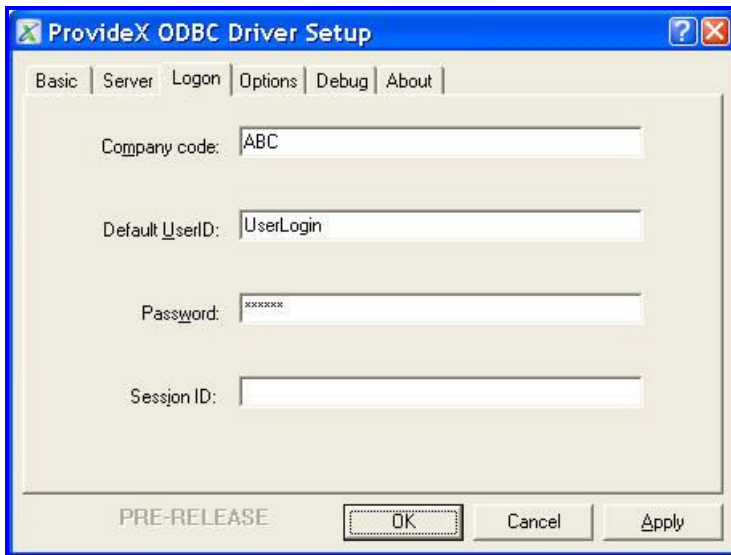 ProvideX ODBC Driver Setup
Basic Server Logon Options Debug About
Company code: ABC
Default UserID: UserLogin
Password: ******
Session ID:
PRE-RELEASE OK Cancel Apply